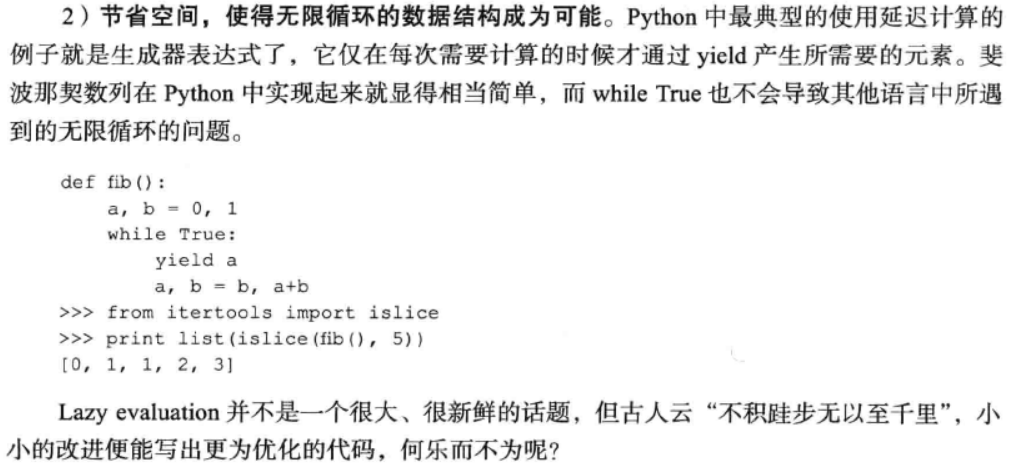 2）节省空间，使得无限循环的数据结构成为可能。Python 中最典型的使用延迟计算的
例子就是生成器表达式了，它仅在每次需要计算的时候才通过 yield 产生所需要的元素。斐
波那契数列在 Python 中实现起来就显得相当简单，而 while True 也不会导致其他语言中所遇
到的无限循环的问题。
def fib():
    a, b = 0, 1
    while True:
        yield a
        a, b = b, a+b
>>> from itertools import islice
>>> print list(islice(fib(), 5))
[0, 1, 1, 2, 3]
Lazy evaluation 并不是一个很大、很新鲜的话题，但古人云“不积跬步无以至千里”，小
小的改进便能写出更为优化的代码，何乐而不为呢?